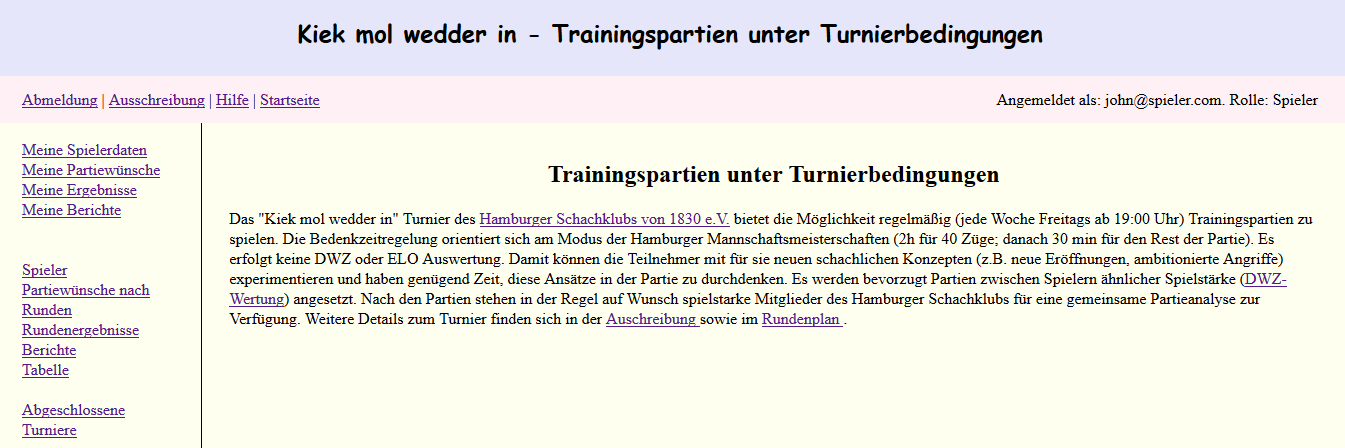 Kiek mol wedder in - Trainingspartien unter Turnierbedingungen
Abmeldung | Ausschreibung | Hilfe | Startseite
Angemeldet als: john@spieler.com. Rolle: Spieler
Meine Spielerdaten
Meine Partiewünsche
Meine Ergebnisse
Meine Berichte
Spieler
Partiewünsche nach
Runden
Rundenergebnisse
Berichte
Tabelle
Abgeschlossene
Turniere
Trainingspartien unter Turnierbedingungen
Das "Kiek mol wedder in" Turnier des Hamburger Schachklubs von 1830 e.V. bietet die Möglichkeit regelmäßig (jede Woche Freitags ab 19:00 Uhr) Trainingspartien zu
spielen. Die Bedenkzeitregelung orientiert sich am Modus der Hamburger Mannschaftsmeisterschaften (2h für 40 Züge; danach 30 min für den Rest der Partie). Es
erfolgt keine DWZ oder ELO Auswertung. Damit können die Teilnehmer mit für sie neuen schachlichen Konzepten (z.B. neue Eröffnungen, ambitionierte Angriffe)
experimentieren und haben genügend Zeit, diese Ansätze in der Partie zu durchdenken. Es werden bevorzugt Partien zwischen Spielern ähnlicher Spielstärke (DWZ-
Wertung) angesetzt. Nach den Partien stehen in der Regel auf Wunsch spielstarke Mitglieder des Hamburger Schachklubs für eine gemeinsame Partieanalyse zur
Verfügung. Weitere Details zum Turnier finden sich in der Auschreibung sowie im Rundenplan .